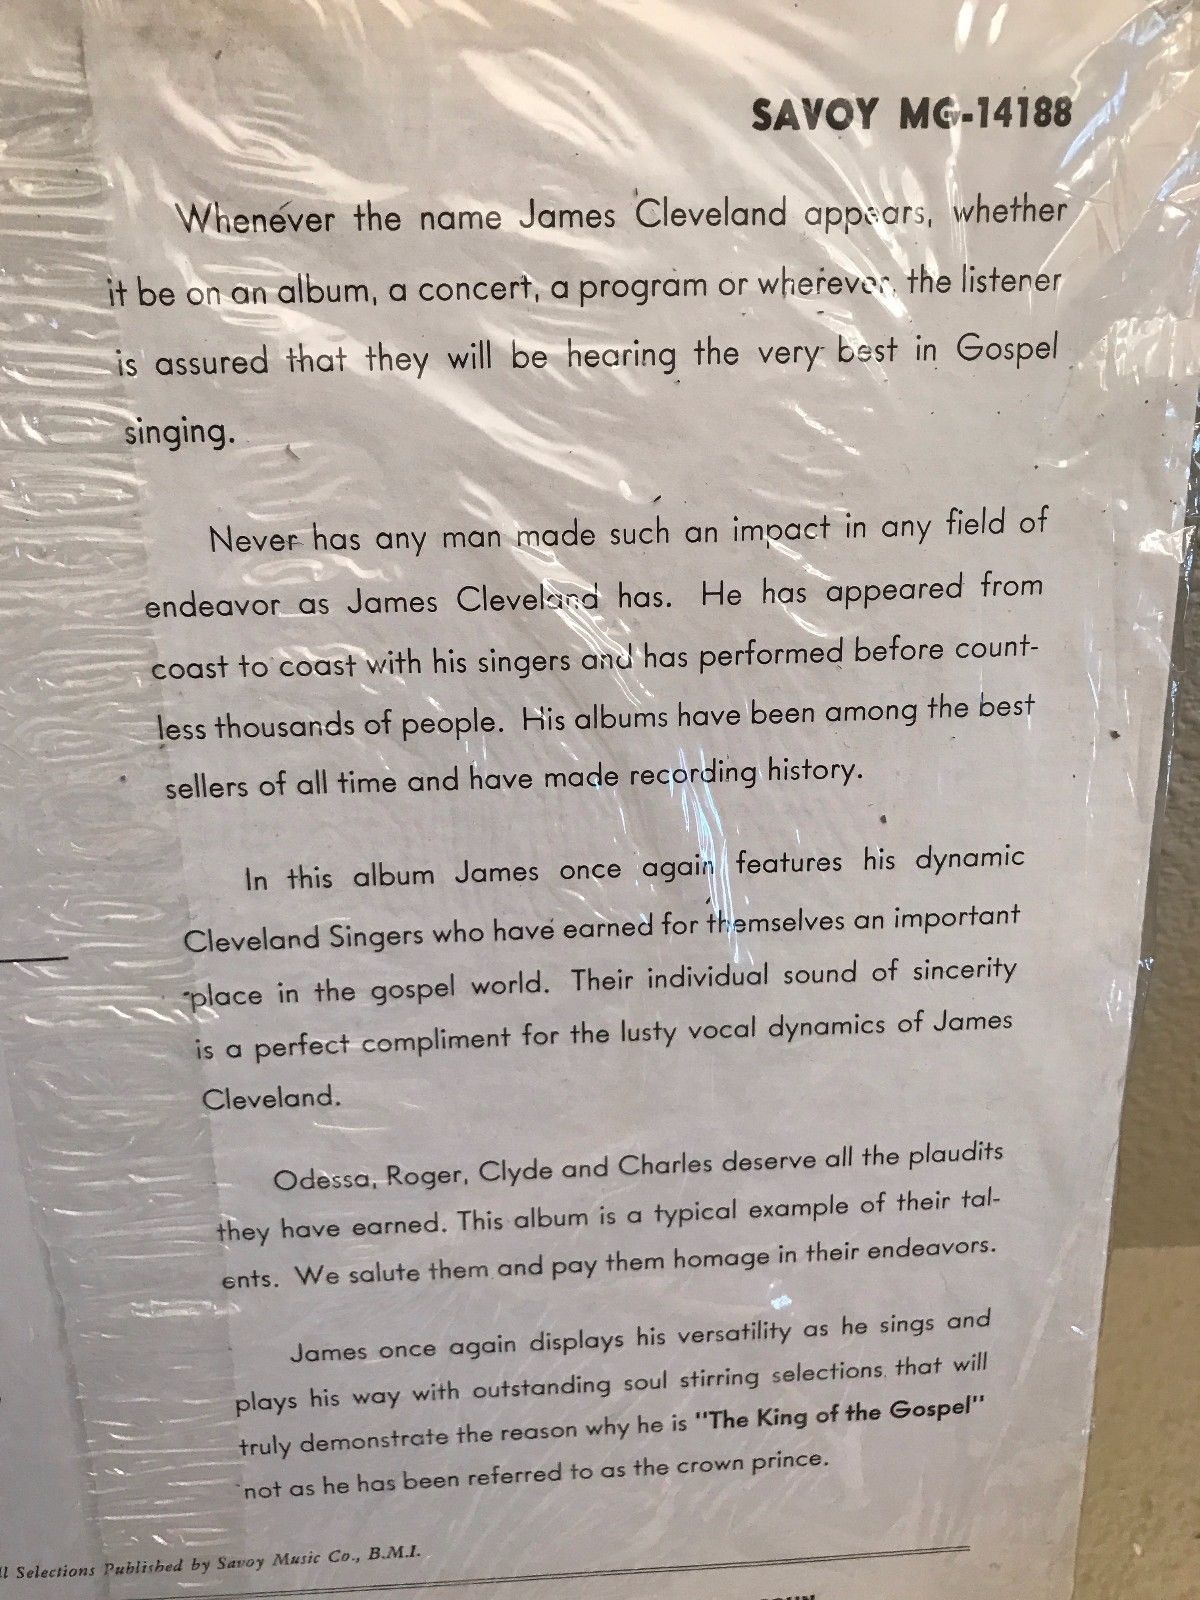 SAVOY MG-14188
Whenever the name James Cleveland appears, whether
it be on an album, a concert, a program or wherever, the listener
is assured that they will be hearing the very best in Gospel
singing.
Never has any man made such an impact in any field of
endeavor as James Cleveland has. He has appeared from
coast to coast with his singers and has performed before count-
less thousands of people. His albums have been among the best
sellers of all time and have made recording history.
In this album James once again features his dynamic
Cleveland Singers who have earned for themselves an important
place in the gospel world. Their individual sound of sincerity
is a perfect compliment for the lusty vocal dynamics of James
Cleveland.
Odessa, Roger, Clyde and Charles deserve all the plaudits
they have earned. This album is a typical example of their tal-
ents. We salute them and pay them homage in their endeavors.
James once again displays his versatility as he sings and
plays his way with outstanding soul stirring selections that will
truly demonstrate the reason why he is "The King of the Gospel"
not as he has been referred to as the crown prince.
ll Selections Published by Savoy Music Co., B.M.I.